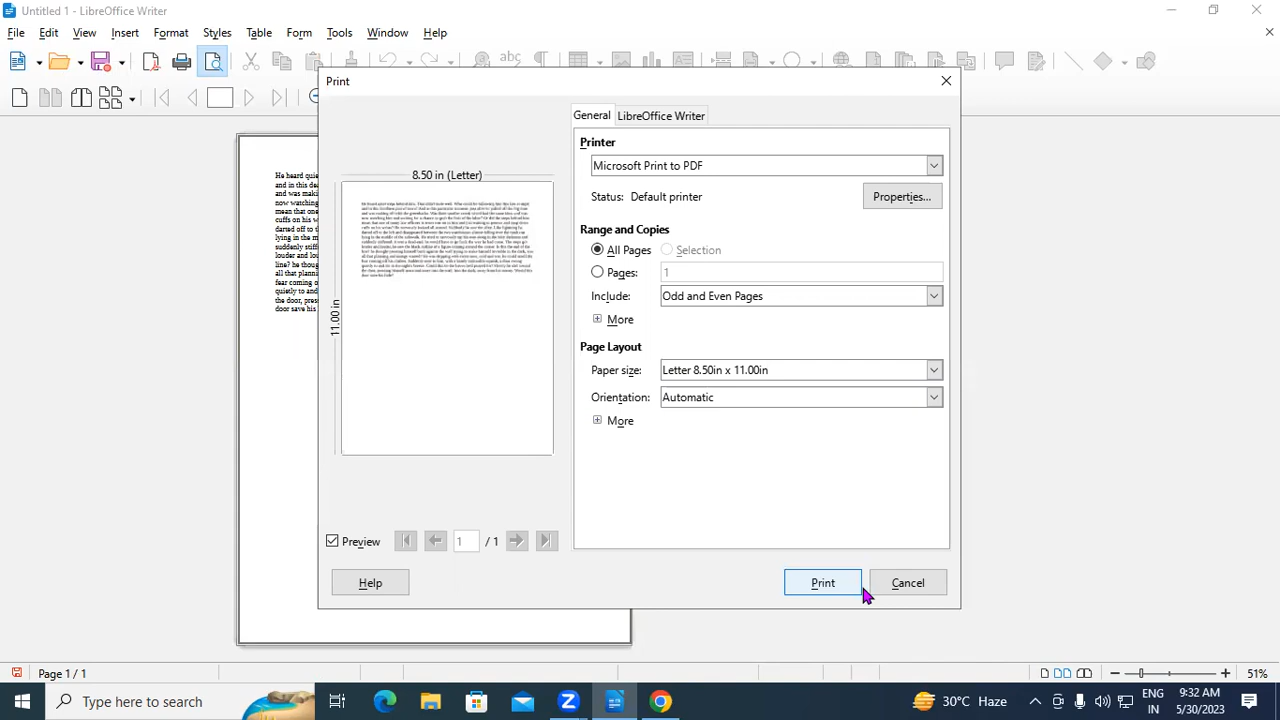 Untitled 1 - LibreOffice Writer
File Edit View Insert Format Styles Table Form Tools Window Help
Print
General LibreOffice Writer
Printer
8.50 in (Letter)
11.00 in
Microsoft Print to PDF
Status: Default printer
Properties...
Range and Copies
All Pages Selection
Pages: 1
Include: Odd and Even Pages
More
Page Layout
Paper size: Letter 8.50in x 11.00in
Orientation: Automatic
More
He heard quie
and in this dea
and was makin
now watching
mean that one
cuffs on his w
darted off to t
lying in the m
suddenly stiffe
louder and lou
line? he thoug
all that planni
fear coming o
quietly to and
the door, pres
door save his
Preview 1 / 1
Help Print Cancel
Page 1 / 1 51%
Type here to search
30°C Haze
ENG
IN
9:32 AM
5/30/2023